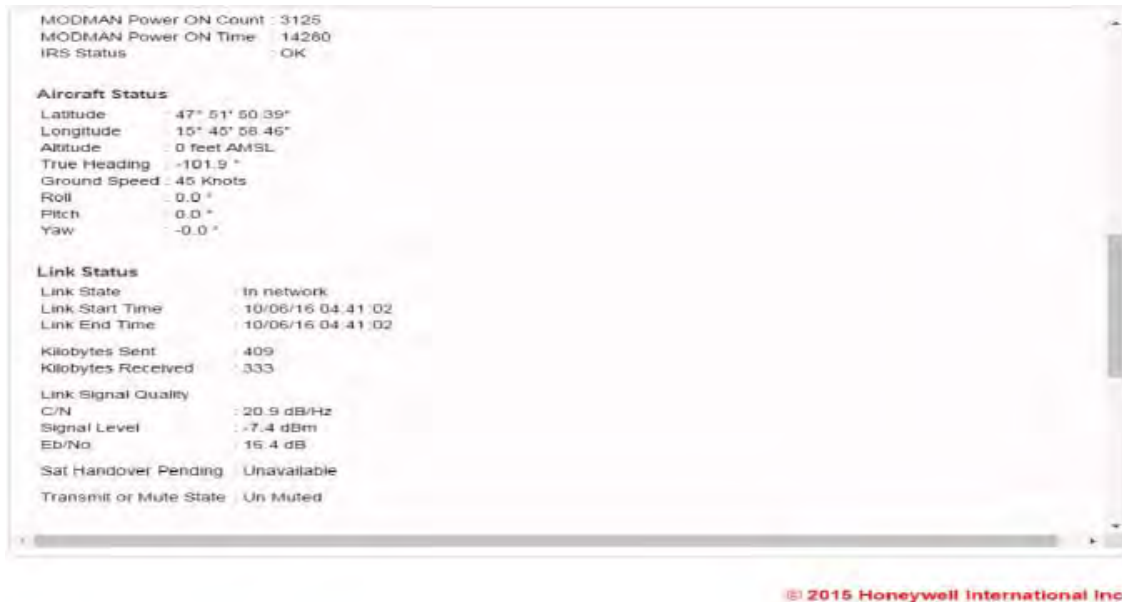 MODMAN Power ON Count : 3125
MODMAN Power ON Time : 14260
IRS Status : OK
Aircraft Status
Latitude : 47° 51' 50.39"
Longitude : 15° 45' 58.46"
Altitude : 0 feet AMSL
True Heading : -101.9 °
Ground Speed : 45 Knots
Roll : 0.0 °
Pitch : 0.0 °
Yaw : -0.0 °
Link Status
Link State : In network
Link Start Time : 10/06/16 04:41:02
Link End Time : 10/06/16 04:41:02
Kilobytes Sent : 409
Kilobytes Received : 333
Link Signal Quality
C/N : 20.9 dB/Hz
Signal Level : -7.4 dBm
Eb/No : 16.4 dB
Sat Handover Pending : Unavailable
Transmit or Mute State : Un Muted
© 2015 Honeywell International Inc